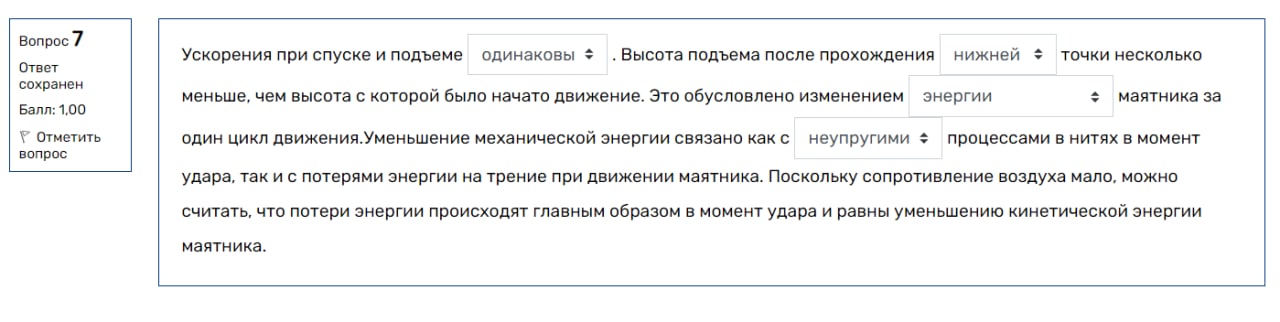 Вопрос 7
Ответ
сохранен
Балл: 1,00
Отметить
вопрос
Ускорения при спуске и подъеме одинаковы . Высота подъема после прохождения нижней точки несколько
меньше, чем высота с которой было начато движение. Это обусловлено изменением энергии маятника за
один цикл движения.Уменьшение механической энергии связано как с неупругими процессами в нитях в момент
удара, так и с потерями энергии на трение при движении маятника. Поскольку сопротивление воздуха мало, можно
считать, что потери энергии происходят главным образом в момент удара и равны уменьшению кинетической энергии
маятника.